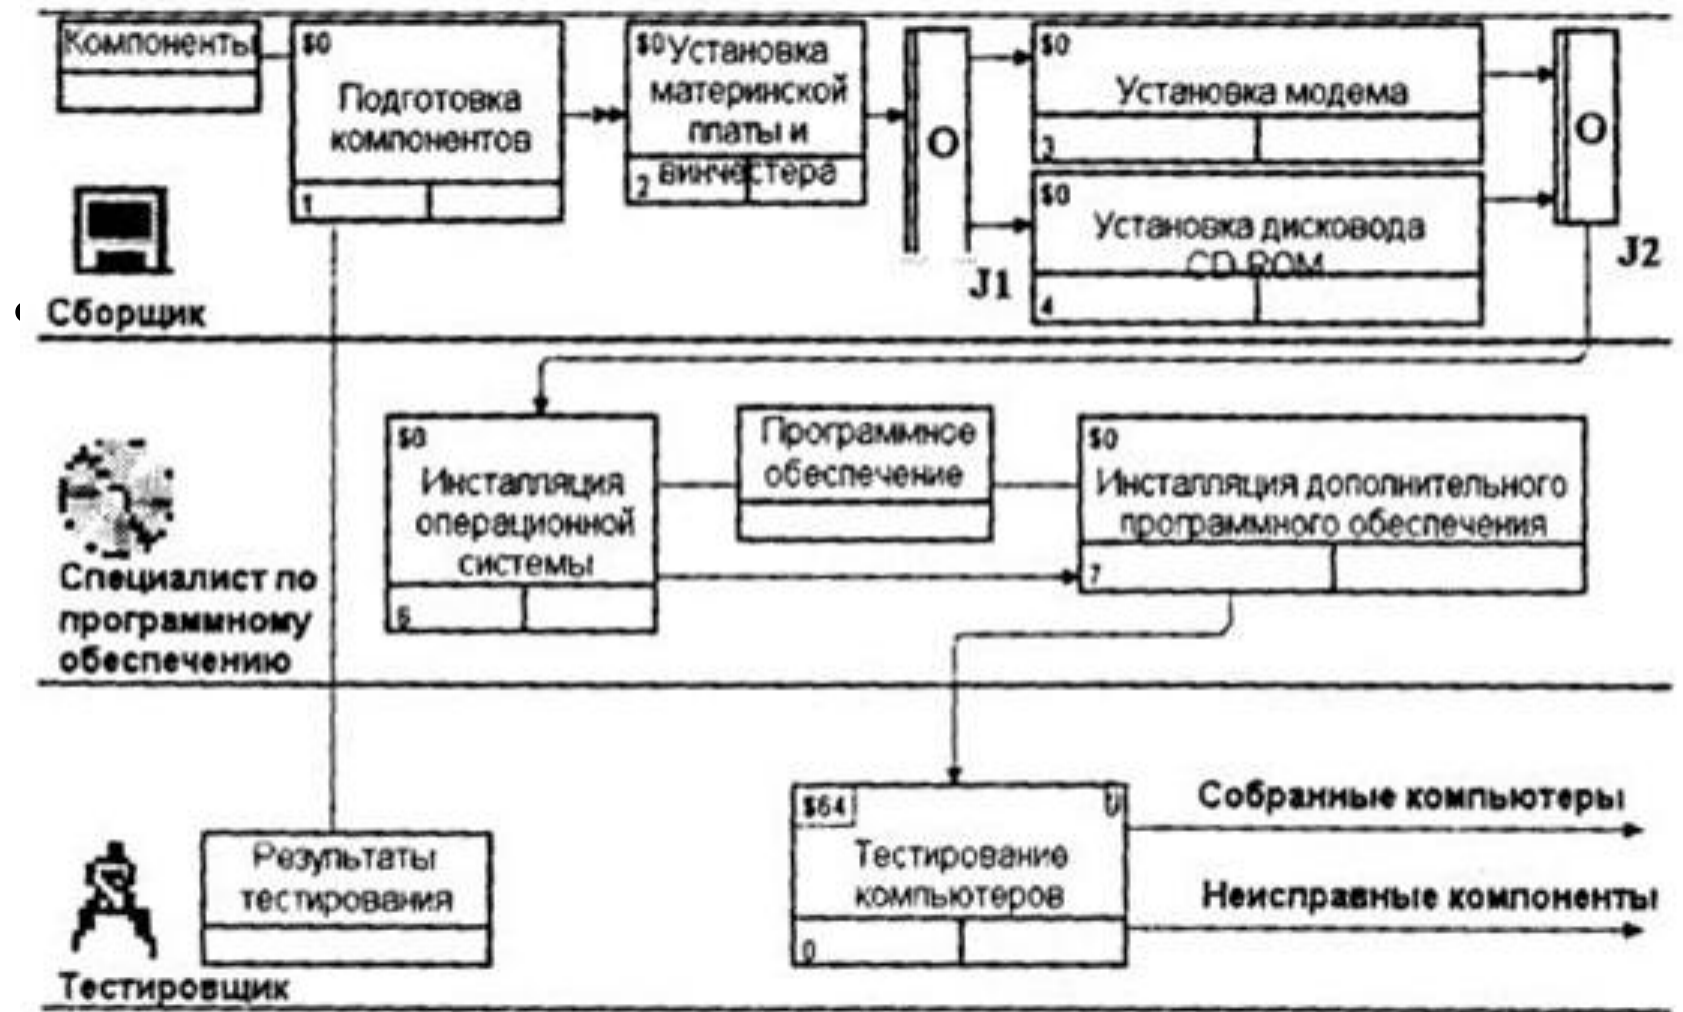 Компоненты
$0
Подготовка
компонентов
1
$0 Установка
материнской
платы и
винчестера
2
O
J1
$0
Установка модема
3
$0
Установка дисковода
CD-ROM
4
O
J2
Сборщик
$0
Инсталляция
операционной
системы
6
Программное
обеспечение
$0
Инсталляция дополнительного
программного обеспечения
7
Специалист по
программному
обеспечению
Результаты
тестирования
$64
Тестирование
компьютеров
0
Собранные компьютеры
Неисправные компоненты
Тестировщик